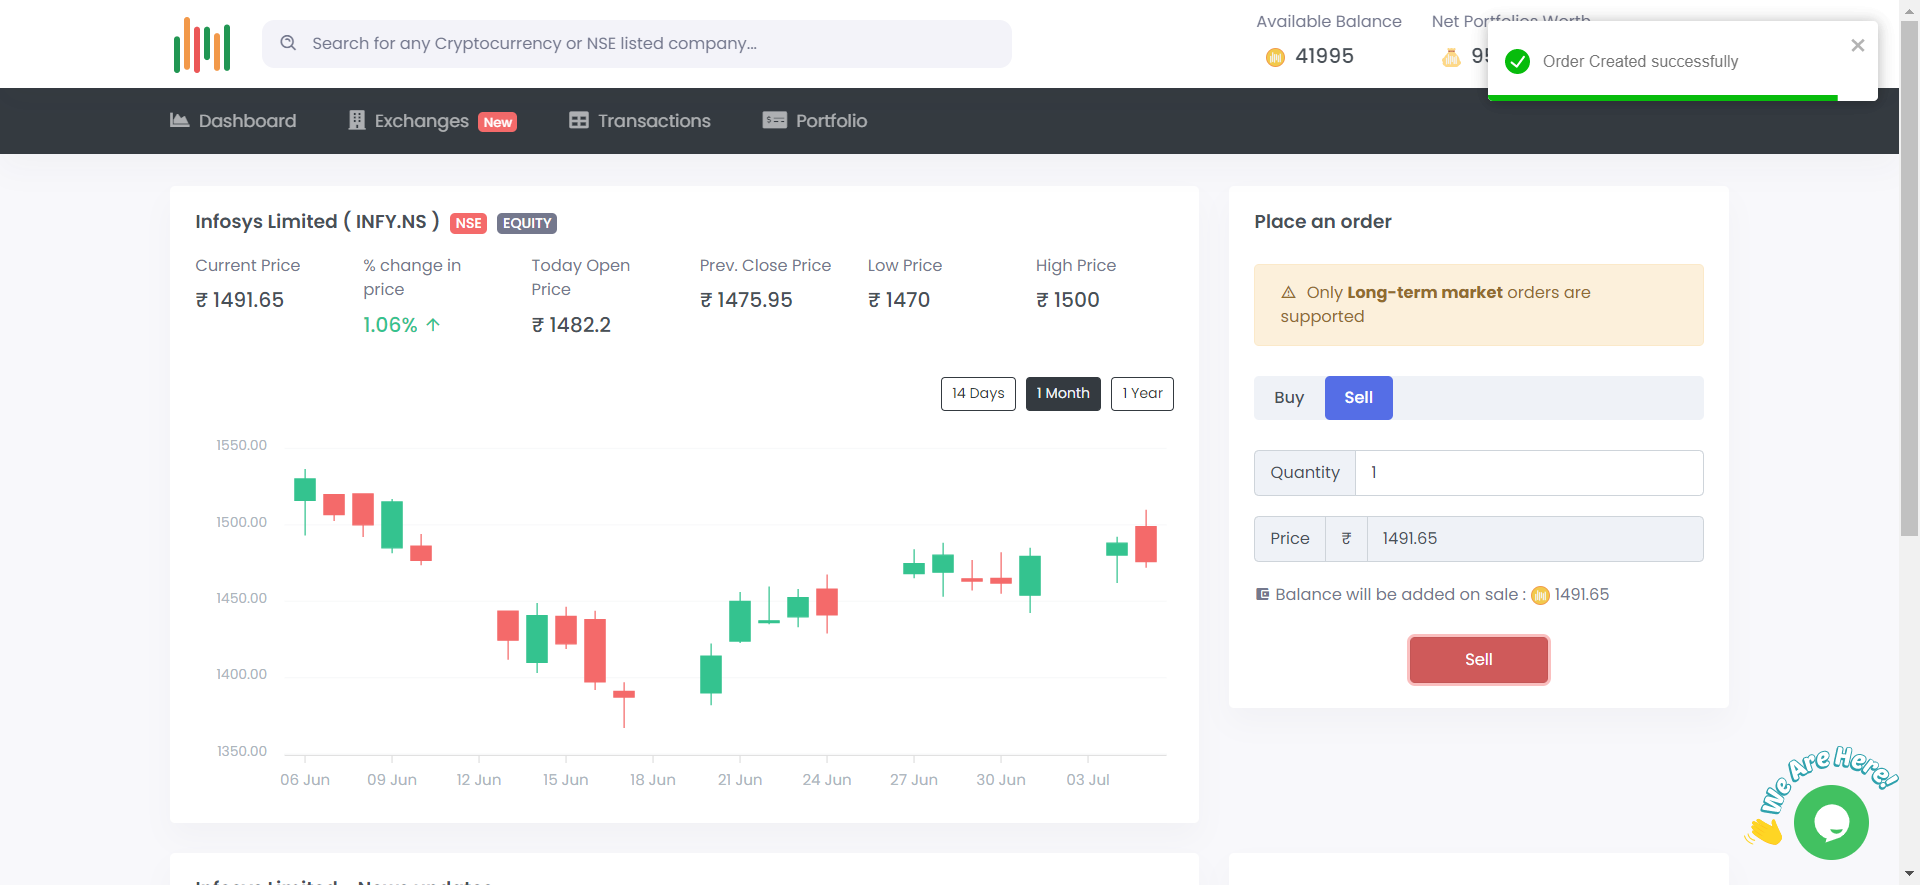 Search for any Cryptocurrency or NSE listed company...
Available Balance
41995
Net Portfolios Worth
Order Created successfully
Dashboard
Exchanges New
Transactions
Portfolio
Infosys Limited ( INFY.NS ) NSE EQUITY
Current Price
₹ 1491.65
% change in
price
1.06%
Today Open
Price
₹ 1482.2
Prev. Close Price
₹ 1475.95
Low Price
₹ 1470
High Price
₹ 1500
14 Days
1 Month
1 Year
1550.00
1500.00
1450.00
1400.00
1350.00
06 Jun
09 Jun
12 Jun
15 Jun
18 Jun
21 Jun
24 Jun
27 Jun
30 Jun
03 Jul
Place an order
Only Long-term market orders are
supported
Buy
Sell
Quantity
1
Price
₹
1491.65
Balance will be added on sale : 1491.65
Sell
We Are Here!
Infosys Limited - News updates